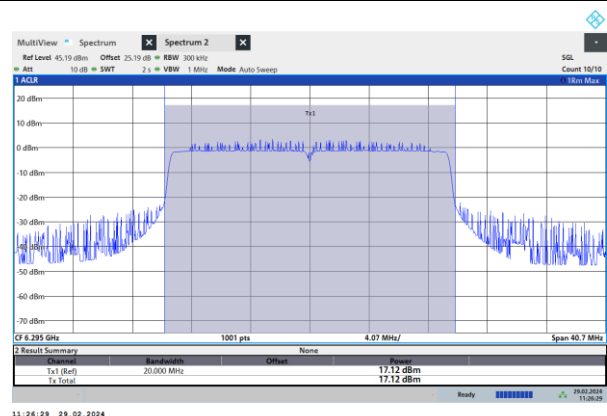 MultiView Spectrum X Spectrum 2 X
Ref Level 45.19 dBm Offset 25.19 dB RBW 300 kHz SGL
Att 10 dB SWT 2 s VBW 1 MHz Mode Auto Sweep Count 10/10
1 ACLR 1Rm Max
20 dBm
Tx1
10 dBm
0 dBm
-10 dBm
-20 dBm
-30 dBm
-40 dBm
-50 dBm
-60 dBm
-70 dBm
CF 6.295 GHz 1001 pts 4.07 MHz/ Span 40.7 MHz
2 Result Summary None
Channel Bandwidth Offset Power
Tx1 (Ref) 20.000 MHz 17.12 dBm
Tx Total 17.12 dBm
Ready 29.02.2024
11:26:29
11:26:29 29.02.2024